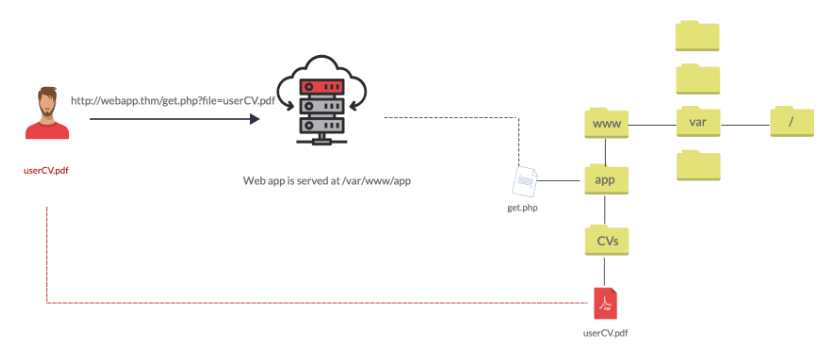 http://webapp.thm/get.php?file=userCV.pdf
userCV.pdf
Web app is served at /var/www/app
get.php
www
var
/
app
CVs
userCV.pdf